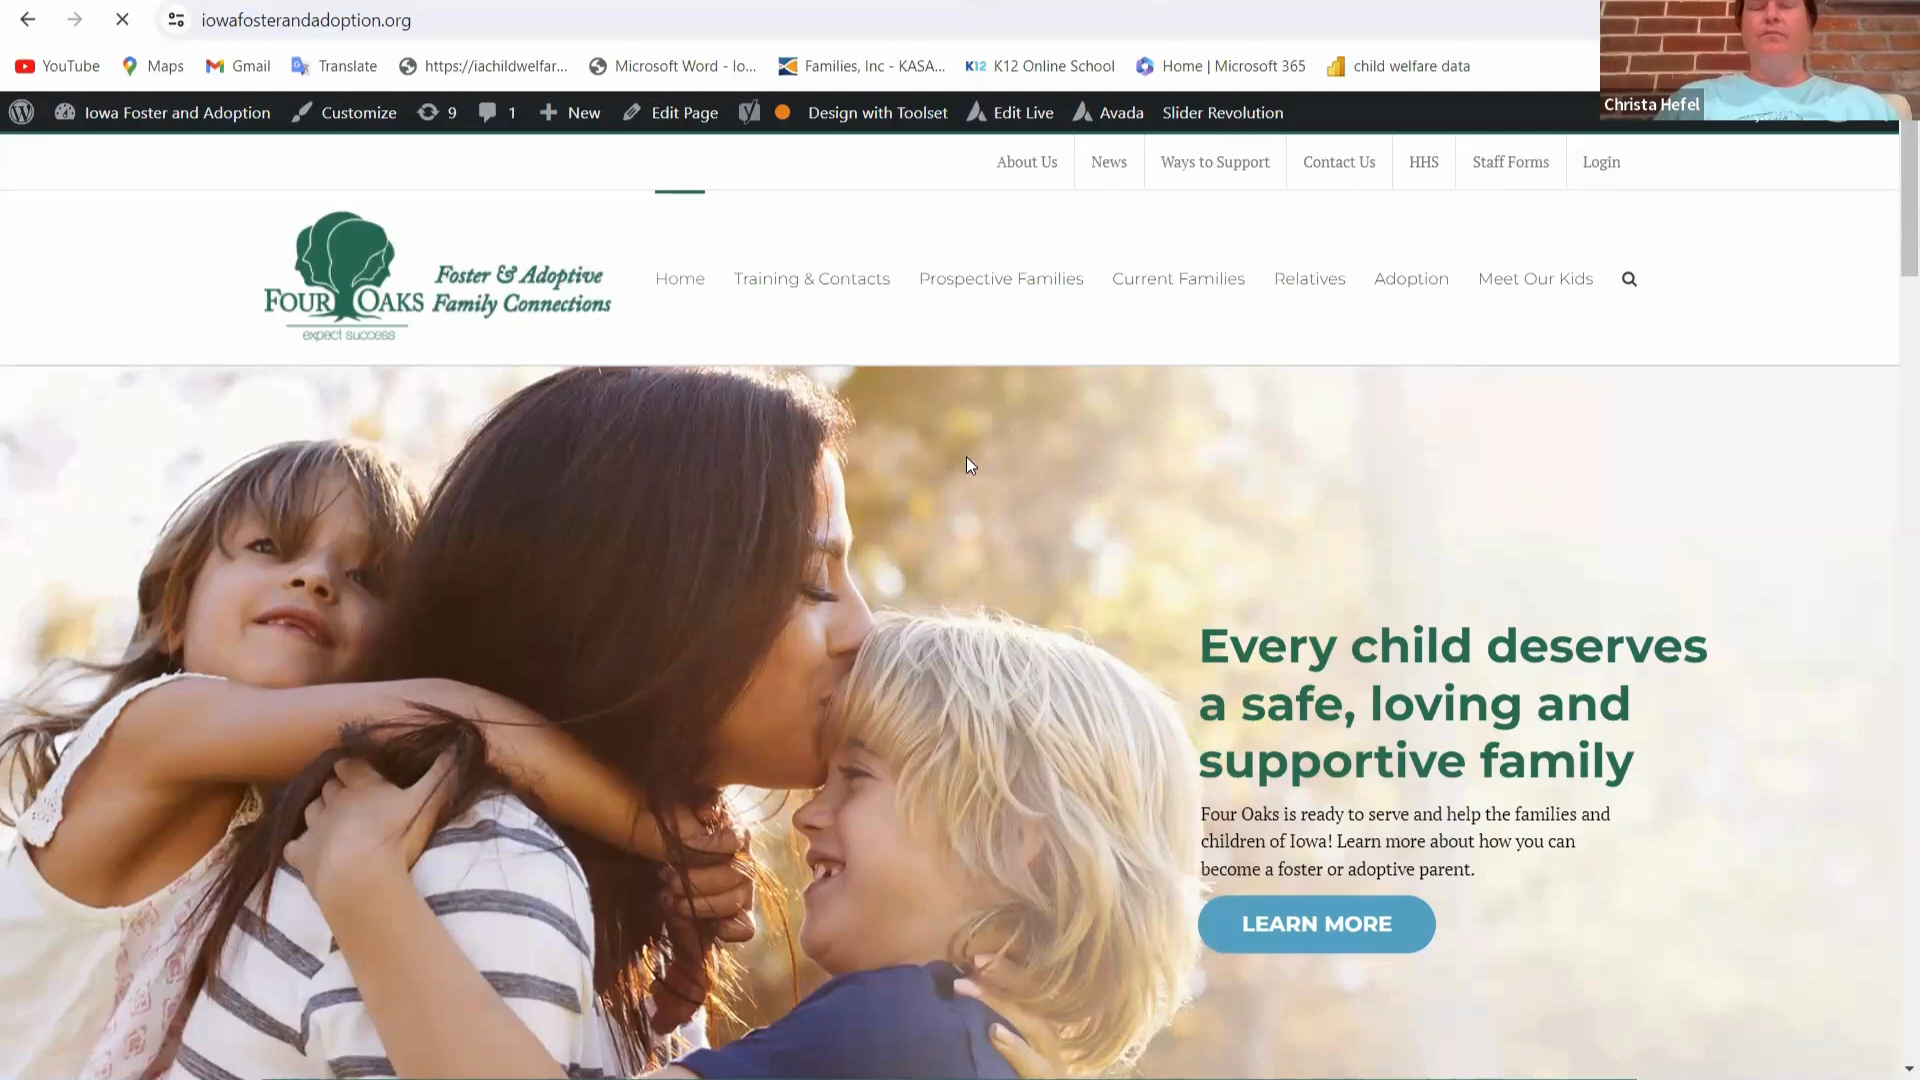 iowafosterandadoption.org
YouTube Maps Gmail Translate https://iachildwelfar... Microsoft Word - Io... Families, Inc - KASA... K12 K12 Online School Home | Microsoft 365 child welfare data
Christa Hefel
Iowa Foster and Adoption Customize 9 1 New Edit Page Design with Toolset Edit Live Avada Slider Revolution
About Us News Ways to Support Contact Us HHS Staff Forms Login
Four Oaks
expect success
Foster & Adoptive
Family Connections
Home Training & Contacts Prospective Families Current Families Relatives Adoption Meet Our Kids
Every child deserves
a safe, loving and
supportive family
Four Oaks is ready to serve and help the families and
children of Iowa! Learn more about how you can
become a foster or adoptive parent.
LEARN MORE